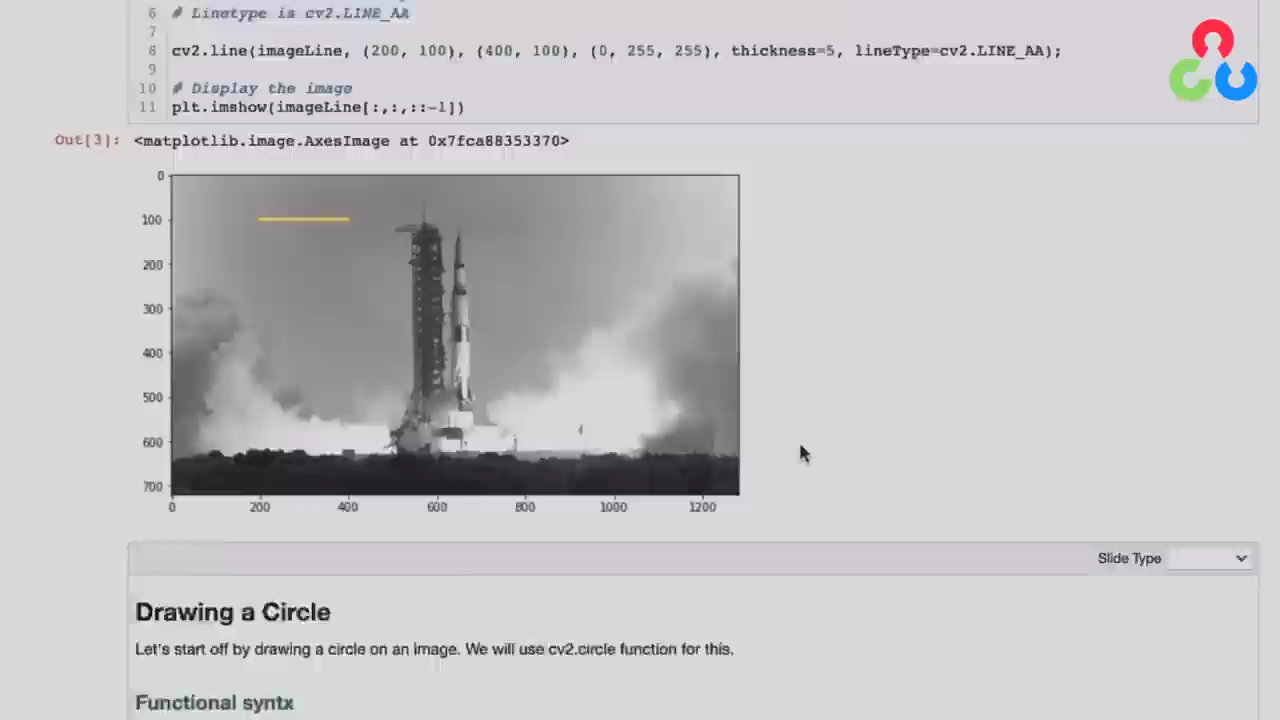 6 # Linetype is cv2.LINE_AA
7
8 cv2.line(imageLine, (200, 100), (400, 100), (0, 255, 255), thickness=5, lineType=cv2.LINE_AA);
9
10 # Display the image
11 plt.imshow(imageLine[:,:,::-1])
Out[3]: <matplotlib.image.AxesImage at 0x7fca88353370>
0
100
200
300
400
500
600
700
0 200 400 600 800 1000 1200
Slide Type
Drawing a Circle
Let's start off by drawing a circle on an image. We will use cv2.circle function for this.
Functional syntx